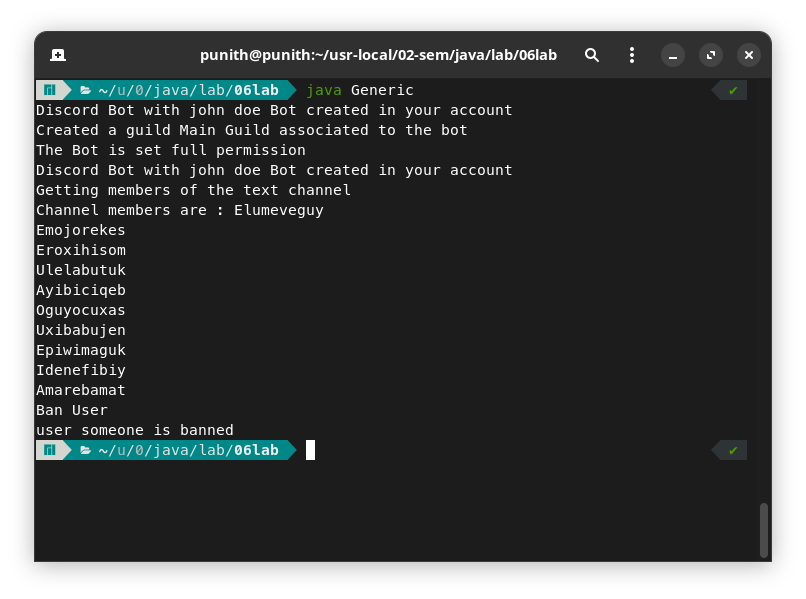 punith@punith:~/usr-local/02-sem/java/lab/06lab
~/u/0/java/lab/06lab java Generic ✔
Discord Bot with john doe Bot created in your account
Created a guild Main Guild associated to the bot
The Bot is set full permission
Discord Bot with john doe Bot created in your account
Getting members of the text channel
Channel members are : Elumeveguy
Emojorekes
Eroxihisom
Ulelabutuk
Ayibiciqeb
Oguyocuxas
Uxibabujen
Epiwimaguk
Idenefibiy
Amarebamat
Ban User
user someone is banned
~/u/0/java/lab/06lab ✔